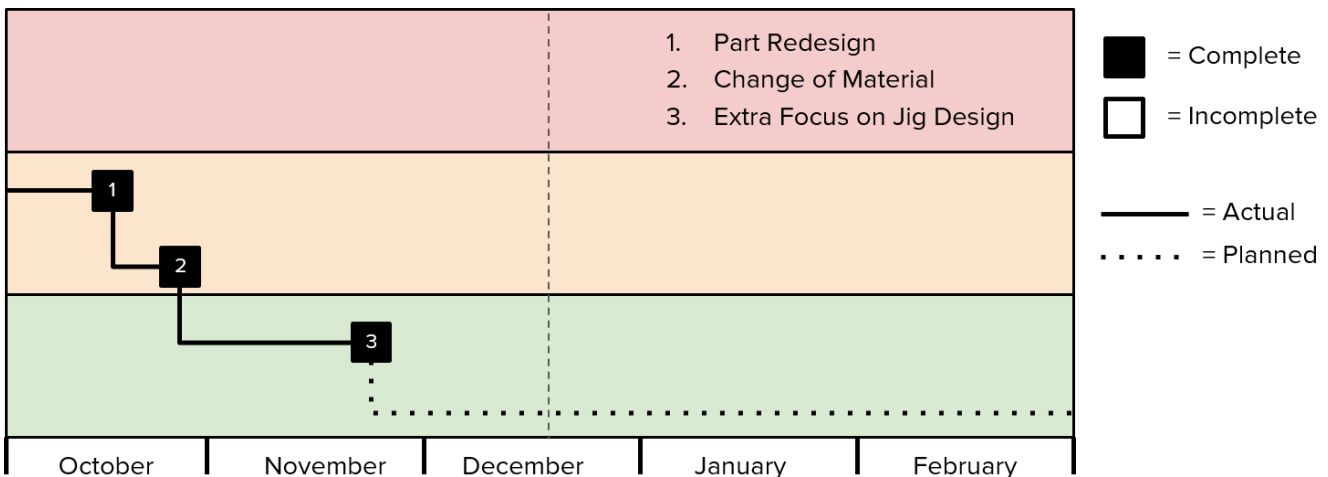 1. Part Redesign
2. Change of Material
3. Extra Focus on Jig Design
= Complete
= Incomplete
= Actual
= Planned
1
2
3
October November December January February